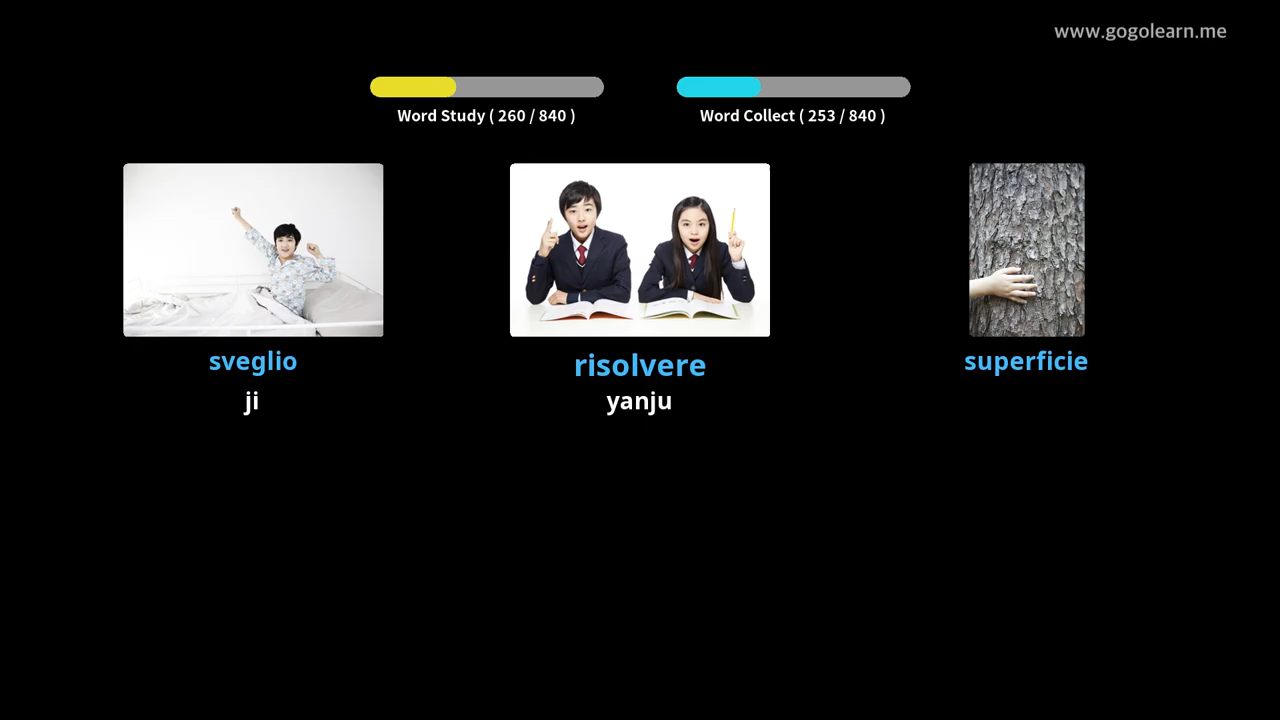 www.gogolearn.me
Word Study ( 260 / 840 )
Word Collect ( 253 / 840 )
sveglio
ji
risolvere
yanju
superficie